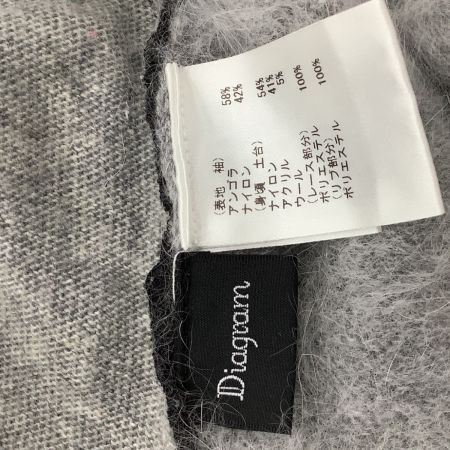 (表地 袖)
アンゴラ 58%
ナイロン 42%
(身頃 土台)
ナイロン 54%
アクリル 41%
ウール 5%
(レース部分)
ポリエステル 100%
(リブ部分)
ポリエステル 100%
Diagram